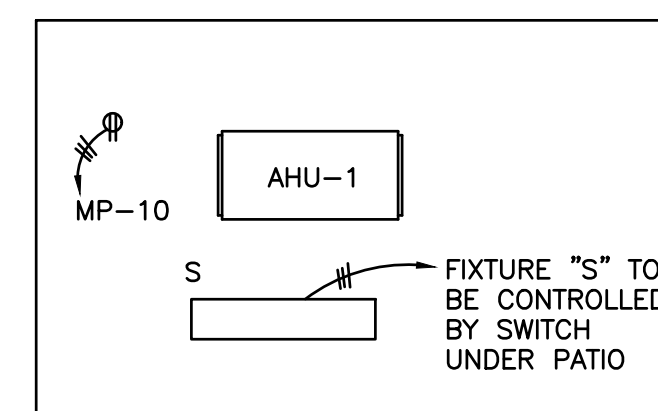 AHU-1
MP-10
S
FIXTURE "S" TO
BE CONTROLLED
BY SWITCH
UNDER PATIO